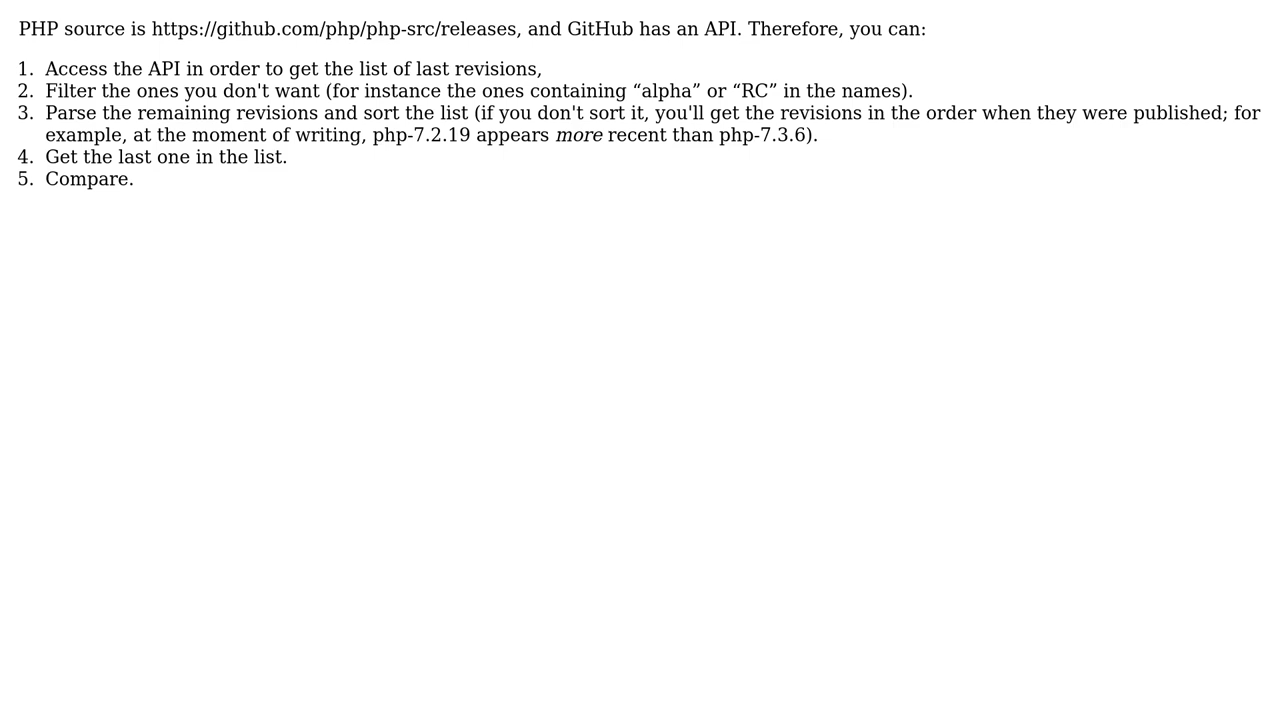 PHP source is https://github.com/php/php-src/releases, and GitHub has an API. Therefore, you can:
1. Access the API in order to get the list of last revisions,
2. Filter the ones you don't want (for instance the ones containing “alpha” or “RC” in the names).
3. Parse the remaining revisions and sort the list (if you don't sort it, you'll get the revisions in the order when they were published; for
example, at the moment of writing, php-7.2.19 appears more recent than php-7.3.6).
4. Get the last one in the list.
5. Compare.